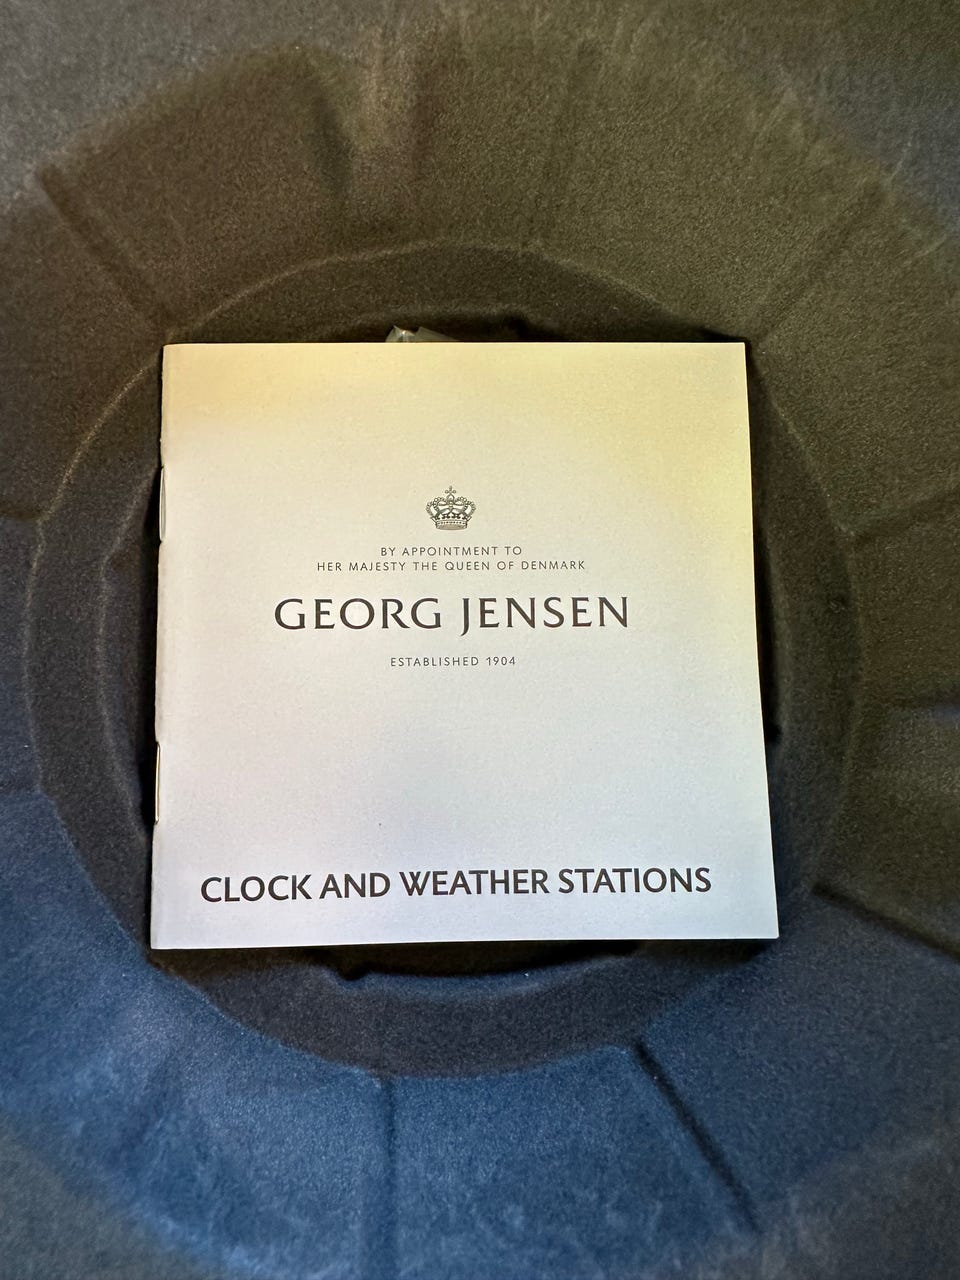 BY APPOINTMENT TO
HER MAJESTY THE QUEEN OF DENMARK
GEORG JENSEN
ESTABLISHED 1904
CLOCK AND WEATHER STATIONS